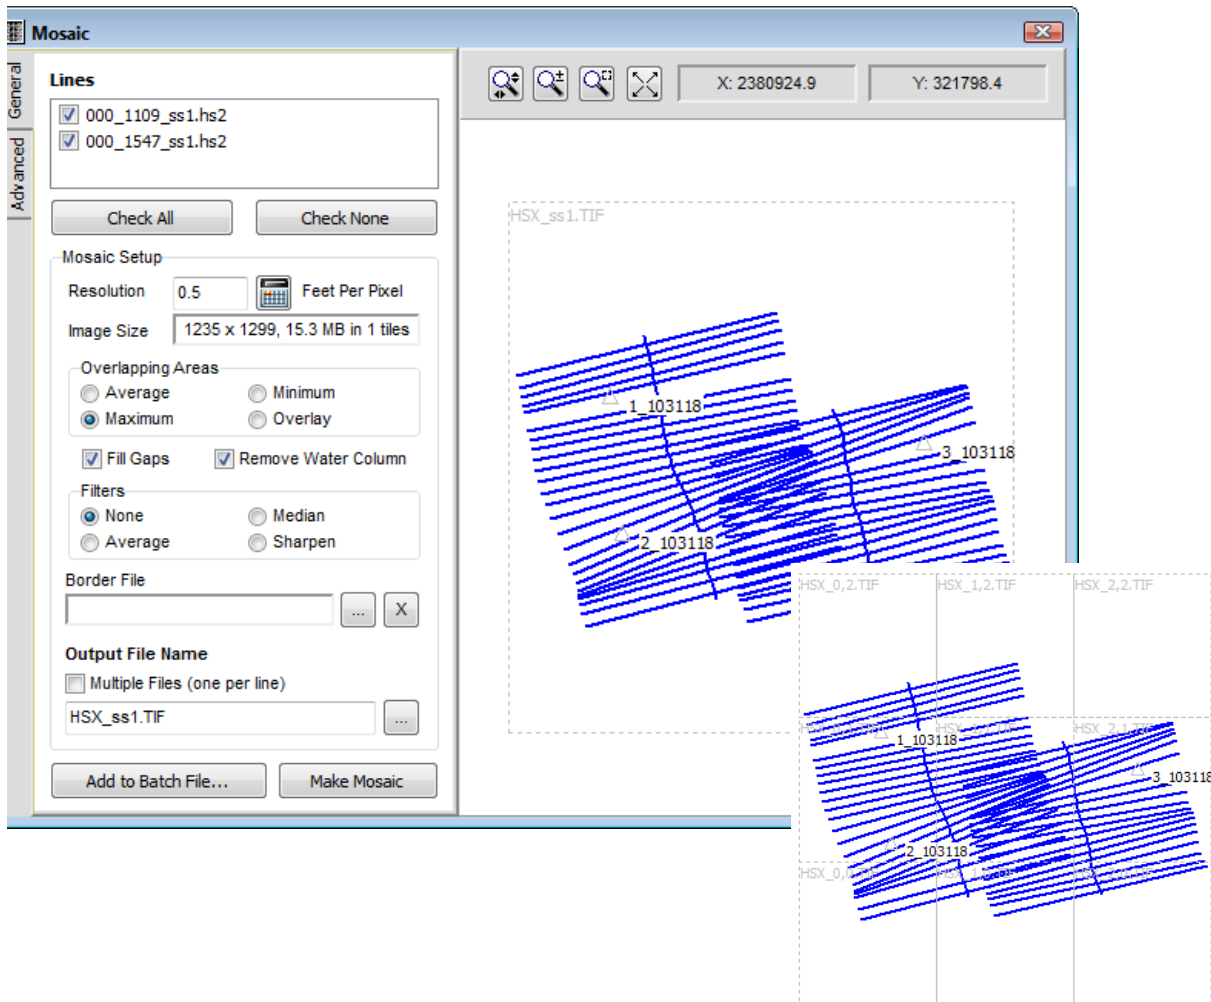 Mosaic
General
Advanced
Lines
000_1109_ss1.hs2
000_1547_ss1.hs2
Check All Check None
Mosaic Setup
Resolution 0.5 Feet Per Pixel
Image Size 1235 x 1299, 15.3 MB in 1 tiles
Overlapping Areas
Average Minimum
Maximum Overlay
Fill Gaps Remove Water Column
Filters
None Median
Average Sharpen
Border File
... X
Output File Name
Multiple Files (one per line)
HSX_ss1.TIF ...
Add to Batch File... Make Mosaic
X: 2380924.9 Y: 321798.4
HSX_ss1.TIF
1_103118
3_103118
2_103118
HSX_0,2.TIF HSX_1,2.TIF HSX_2,2.TIF
HSX_2,1.TIF
1_103118
3_103118
2_103118